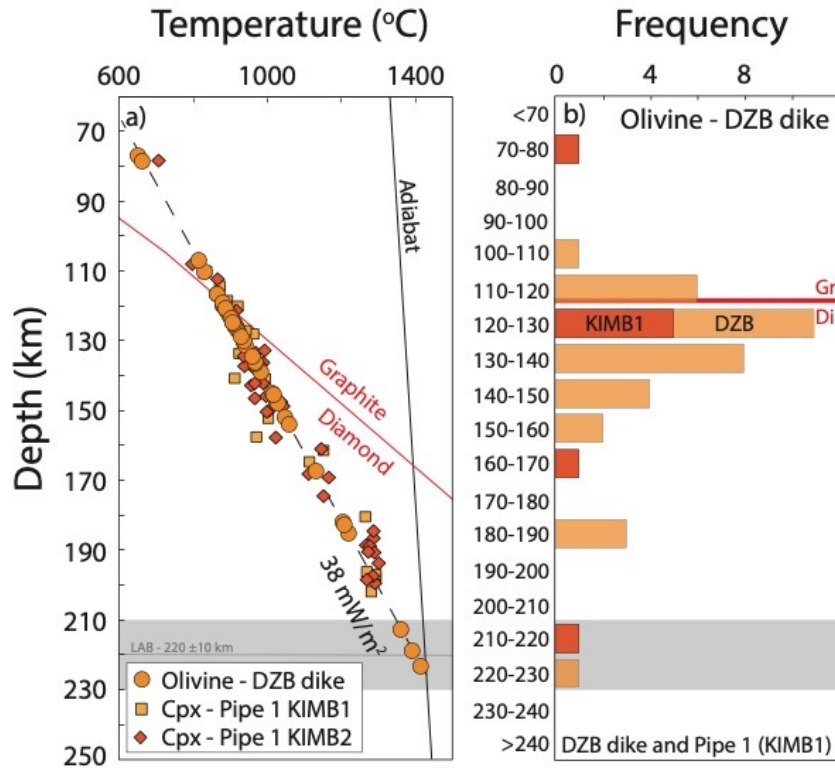 Temperature (°C)
600 1000 1400
Depth (km)
70
90
110
130
150
170
190
210
230
250
a)
Adiabat
Graphite
Diamond
38 mW/m²
LAB - 220 ±10 km
Olivine - DZB dike
Cpx - Pipe 1 KIMB1
Cpx - Pipe 1 KIMB2
Frequency
0 4 8
b) Olivine - DZB dike
<70
70-80
80-90
90-100
100-110
110-120
120-130
130-140
140-150
150-160
160-170
170-180
180-190
190-200
200-210
210-220
220-230
230-240
>240
Gr
KIMB1 DZB
Di
DZB dike and Pipe 1 (KIMB1)